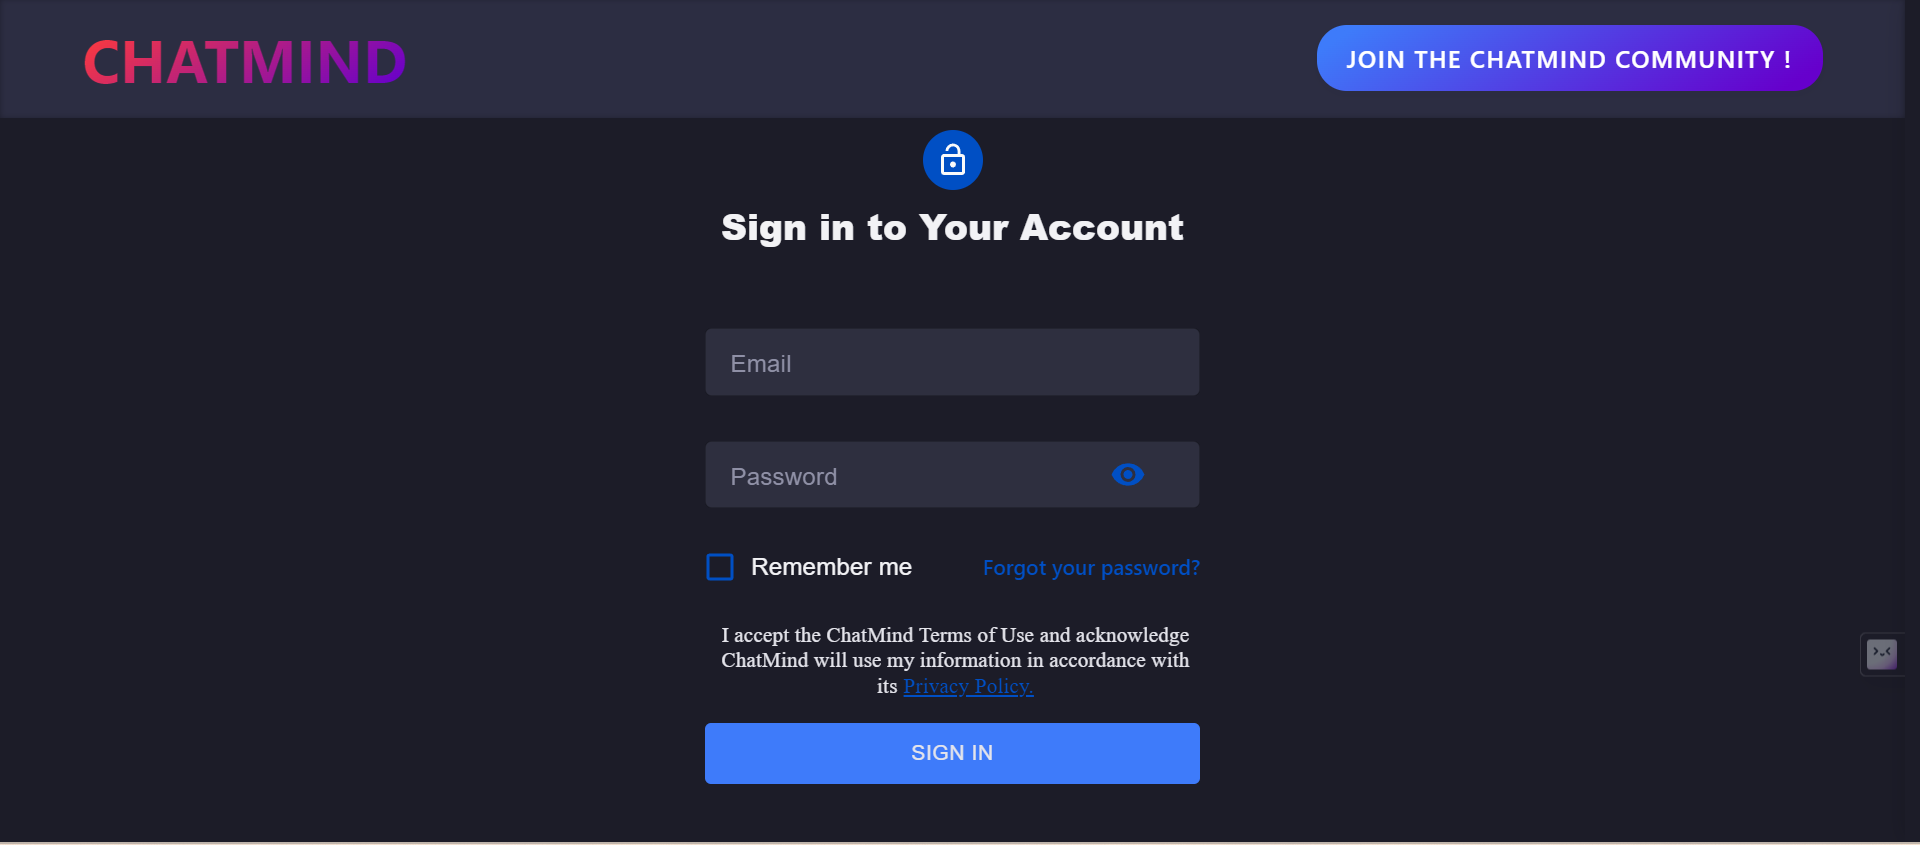 CHATMIND
JOIN THE CHATMIND COMMUNITY !
Sign in to Your Account
Email
Password
Remember me
Forgot your password?
I accept the ChatMind Terms of Use and acknowledge
ChatMind will use my information in accordance with
its Privacy Policy.
SIGN IN